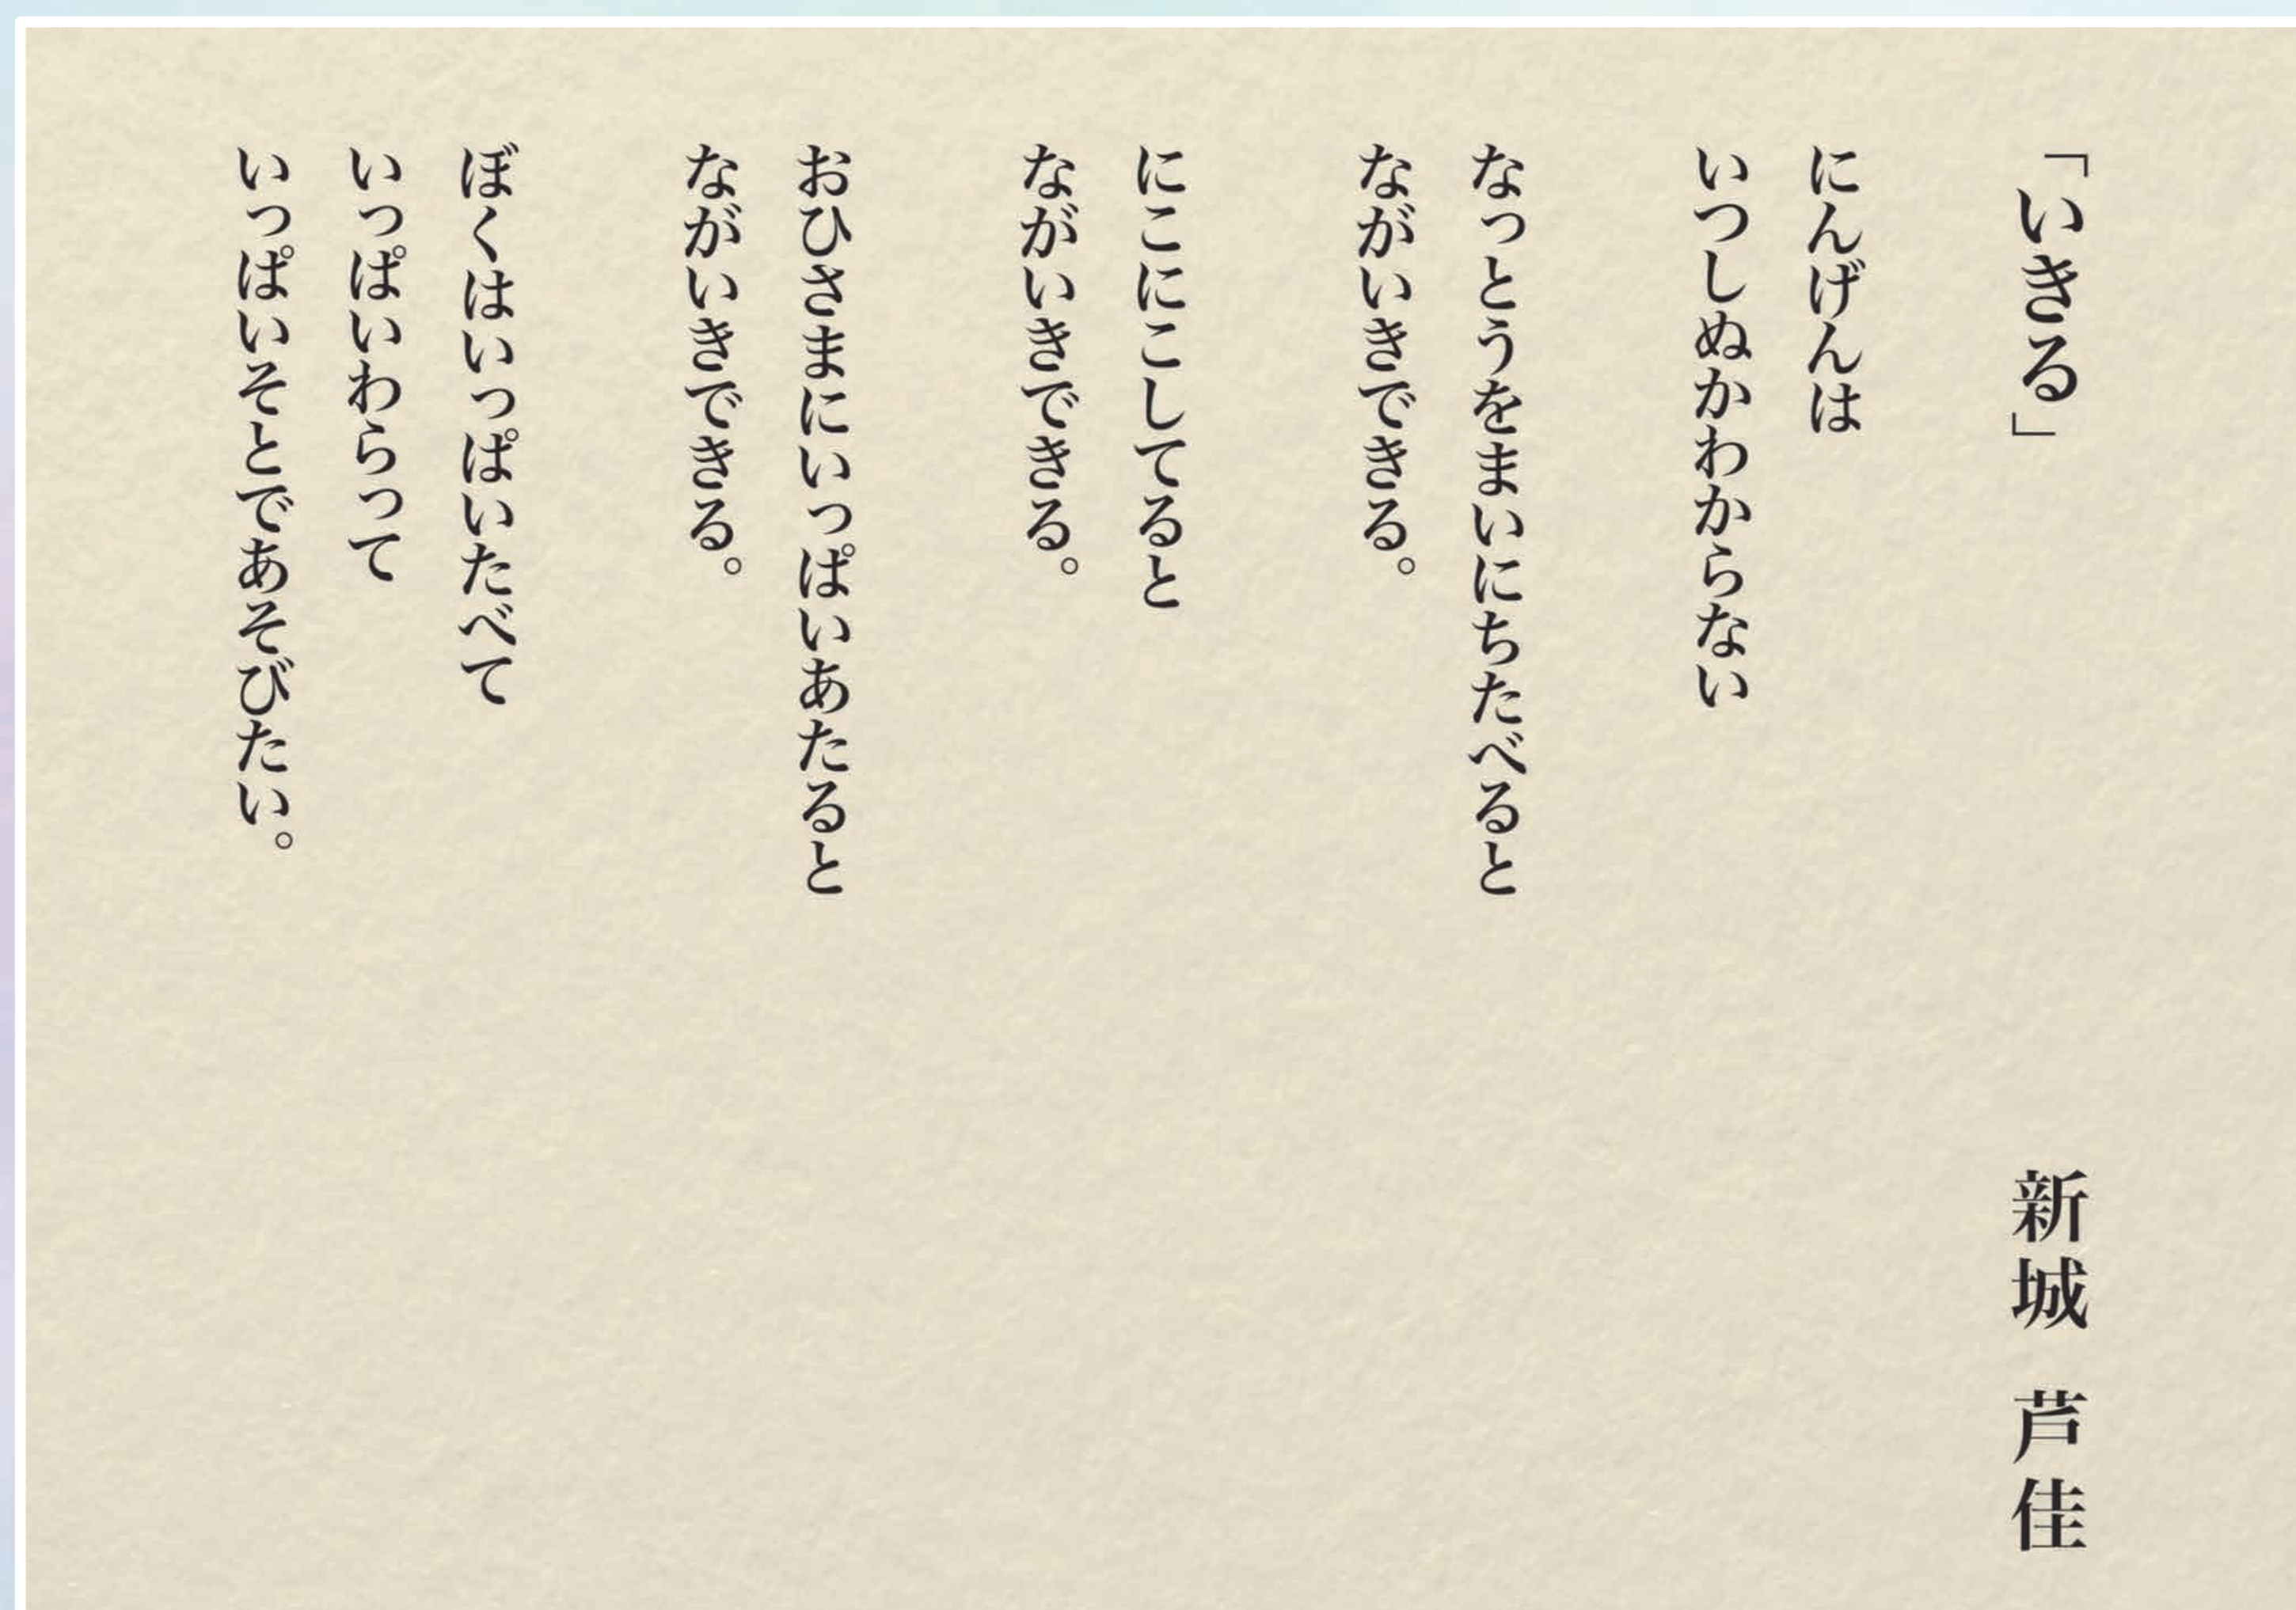 「いきる」
新城 芦佳
にんげんは
いつしぬかわからない
なっとうをまいにちたべると
ながいきできる。
にこにこしてると
ながいきできる。
おひさまにいっぱいあたると
ながいきできる。
ぼくはいっぱいたべて
いっぱいわらって
いっぱいそとであそびたい。